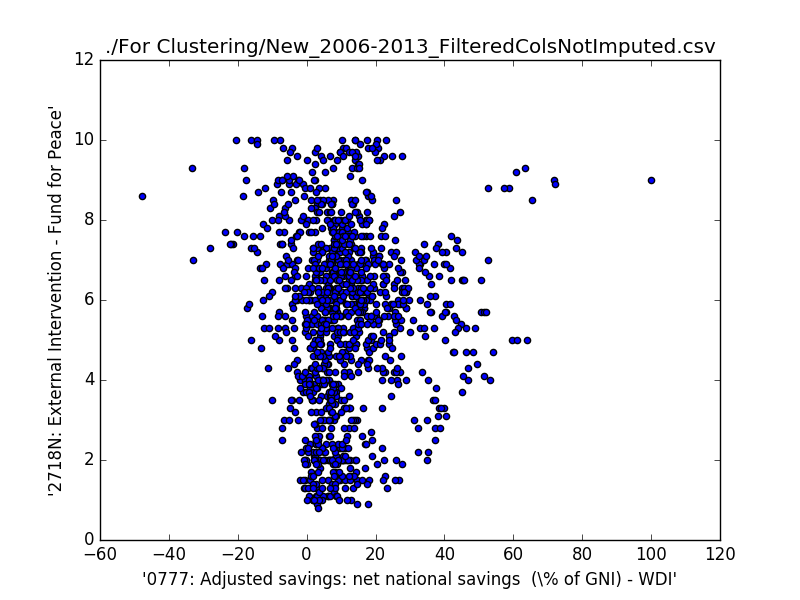 ./For Clustering/New_2006-2013_FilteredColsNotImputed.csv
12
10
8
6
4
2
0
'2718N: External Intervention - Fund for Peace'
−60 −40 −20 0 20 40 60 80 100 120
'0777: Adjusted savings: net national savings  (\% of GNI) - WDI'